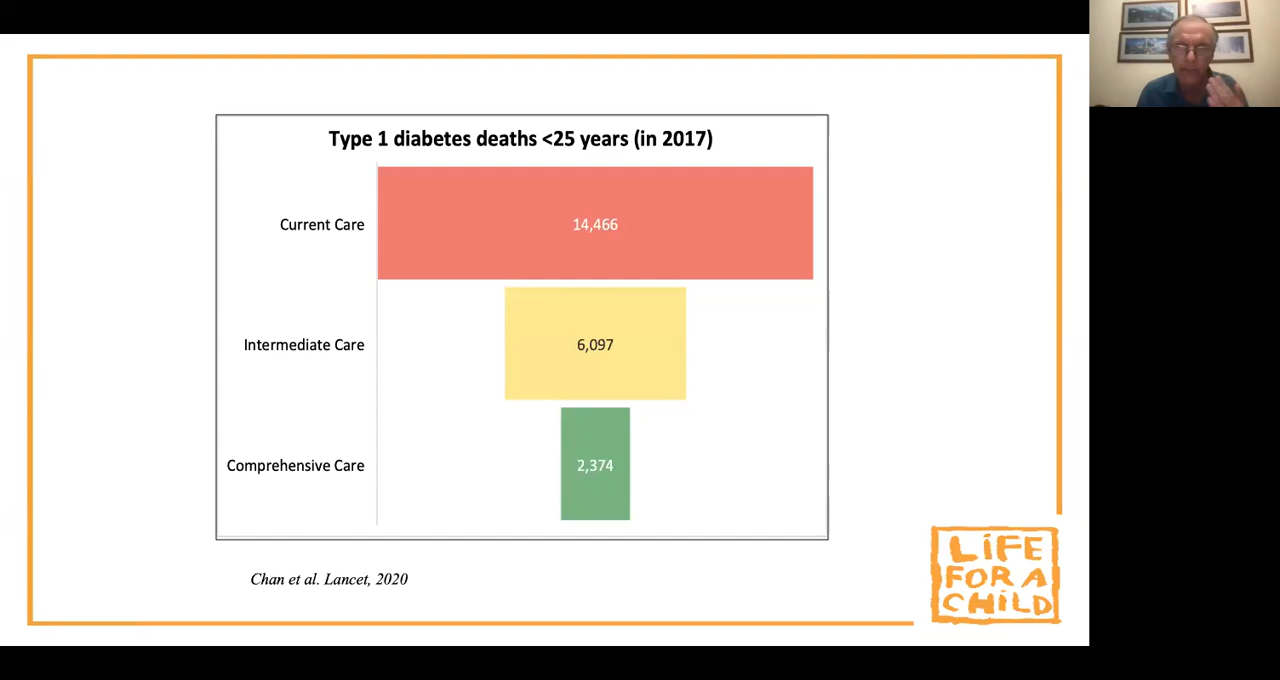 Type 1 diabetes deaths <25 years (in 2017)
Current Care
14,466
Intermediate Care
6,097
Comprehensive Care
2,374
Chan et al. Lancet, 2020
LiFE
FOR A
CHiLD